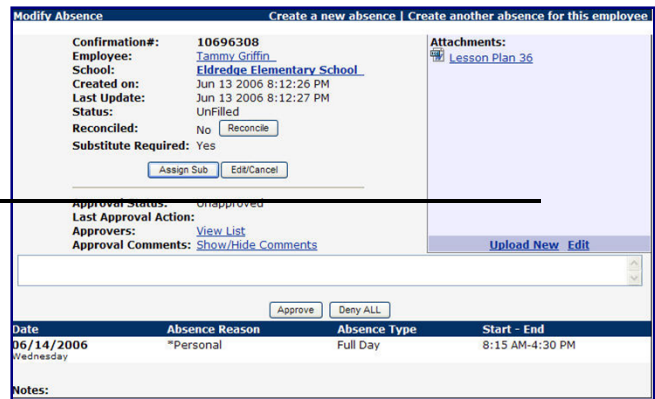 Modify Absence Create a new absence | Create another absence for this employee
Confirmation#: 10696308
Employee: Tammy Griffin
School: Eldredge Elementary School
Created on: Jun 13 2006 8:12:26 PM
Last Update: Jun 13 2006 8:12:27 PM
Status: UnFilled
Reconciled: No Reconcile
Substitute Required: Yes
Assign Sub Edit/Cancel
Attachments:
Lesson Plan 36
Approval Status: Unapproved
Last Approval Action:
Approvers: View List
Approval Comments: Show/Hide Comments
Upload New Edit
Approve Deny ALL
Date Absence Reason Absence Type Start - End
06/14/2006 *Personal Full Day 8:15 AM-4:30 PM
Wednesday
Notes: